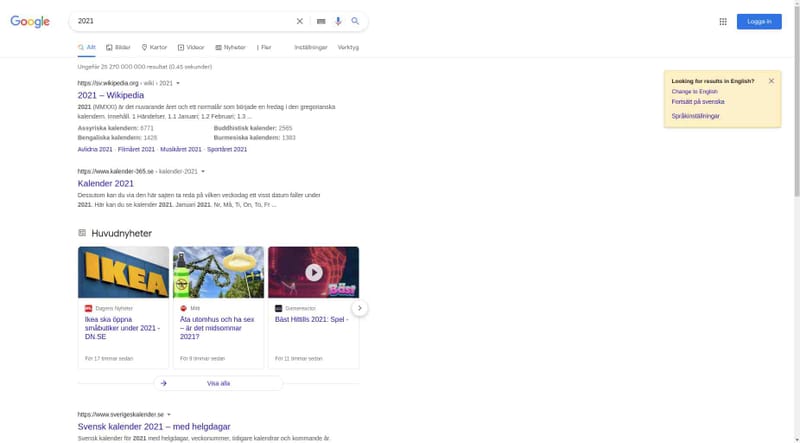 Google
2021
Logga in
Allt Bilder Kartor Videor Nyheter Fler Inställningar Verktyg
Ungefär 25 270 000 000 resultat (0,45 sekunder)
https://sv.wikipedia.org › wiki › 2021
2021 – Wikipedia
2021 (MMXXI) är det nuvarande året och ett normalår som började en fredag i den gregorianska
kalendern. Innehåll. 1 Händelser. 1.1 Januari; 1.2 Februari; 1.3 ...
Assyriska kalendern: 6771 Buddhistisk kalender: 2565
Bengaliska kalendern: 1428 Burmesiska kalendern: 1383
Avlidna 2021 · Filmåret 2021 · Musikåret 2021 · Sportåret 2021
Looking for results in English?
Change to English
Fortsätt på svenska
Språkinställningar
https://www.kalender-365.se › kalender-2021
Kalender 2021
Dessutom kan du via den här sajten ta reda på vilken veckodag ett visst datum faller under
2021. Här kan du se kalender 2021. Januari 2021. Nr, Må, Ti, On, To, Fr ...
Huvudnyheter
IKEA
Dagens Nyheter
Ikea ska öppna
småbutiker under 2021 -
DN.SE
För 17 timmar sedan
Mitti
Äta utomhus och ha sex
– är det midsommar
2021?
För 9 timmar sedan
Bäst
Gamereactor
Bäst Hittills 2021: Spel -
För 11 timmar sedan
Visa alla
https://www.sverigeskalender.se
Svensk kalender 2021 – med helgdagar
Svensk kalender för 2021 med helgdagar, veckonummer, tidigare kalendrar och kommande år.